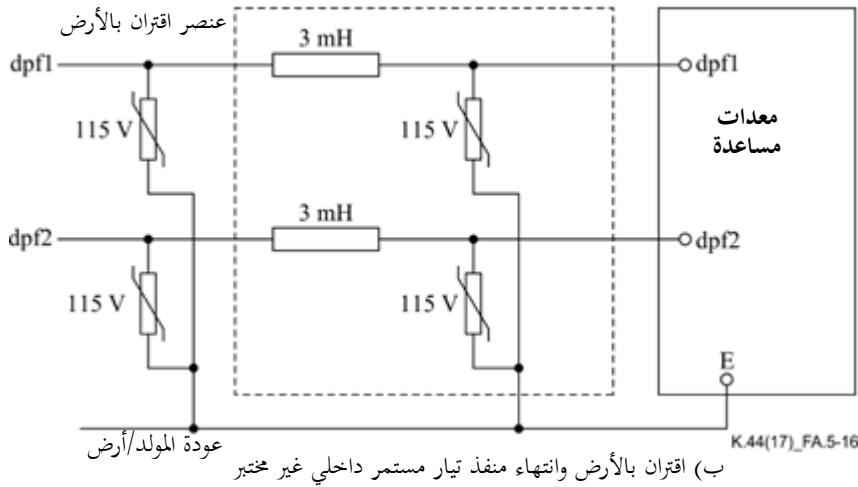 عنصر اقتران بالأرض
3 mH
dpf1
dpf1
115 V
115 V
معدات
مساعدة
3 mH
dpf2
dpf2
115 V
115 V
E
عودة المولد/أرض
K.44(17)_FA.5-16
ب) اقتران بالأرض وانتهاء منفذ تيار مستمر داخلي غير مختبر